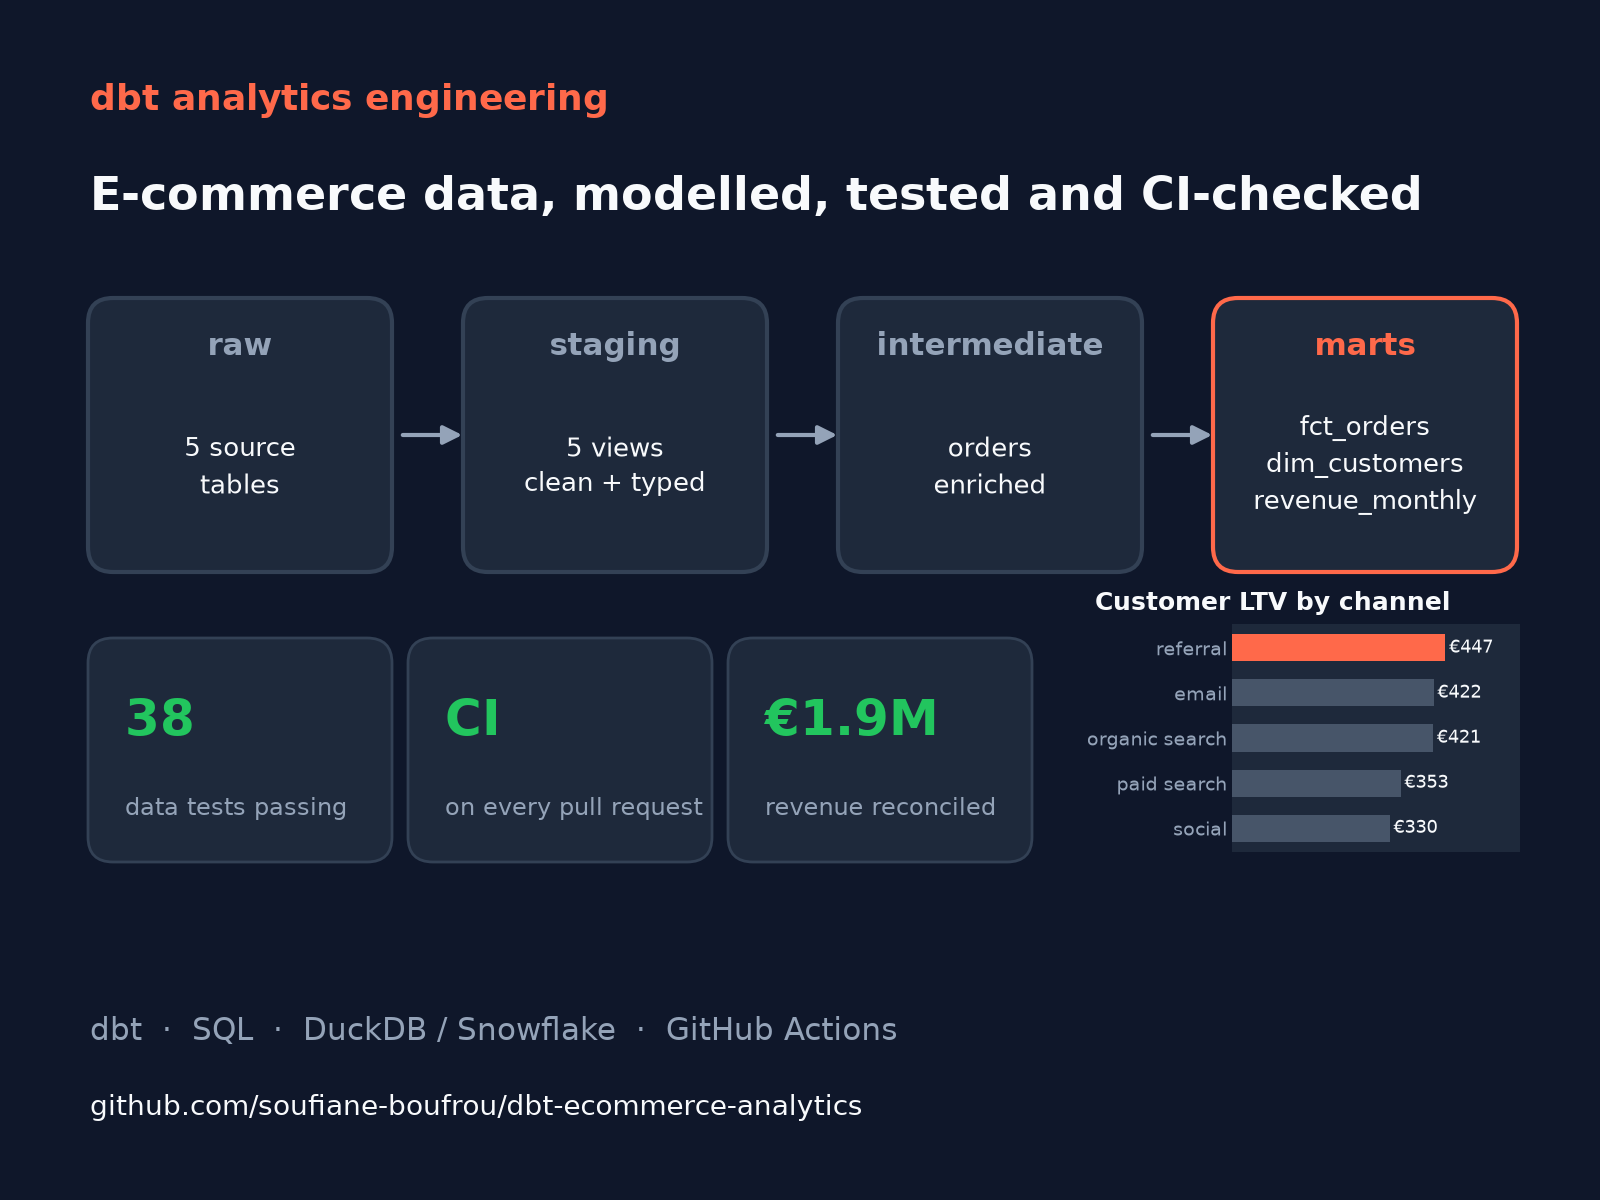 dbt analytics engineering
E-commerce data, modelled, tested and CI-checked
raw
5 source
tables
staging
5 views
clean + typed
intermediate
orders
enriched
marts
fct_orders
dim_customers
revenue_monthly
38
data tests passing
CI
on every pull request
€1.9M
revenue reconciled
Customer LTV by channel
referral €447
email €422
organic search €421
paid search €353
social €330
dbt · SQL · DuckDB / Snowflake · GitHub Actions
github.com/soufiane-boufrou/dbt-ecommerce-analytics